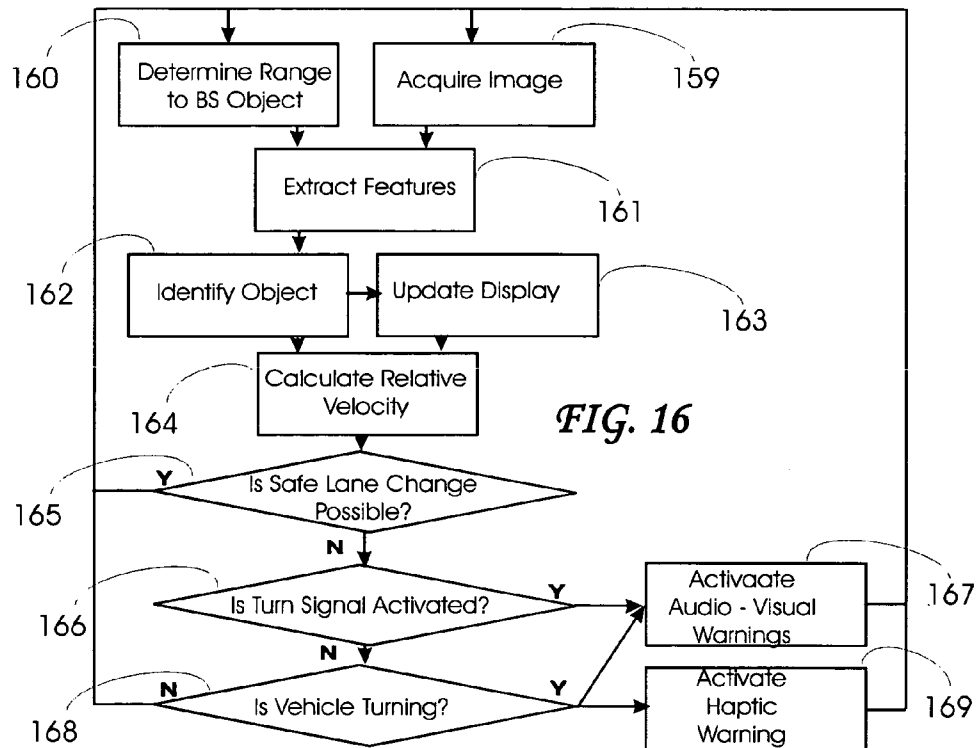 160
Determine Range
to BS Object
Acquire Image
159
Extract Features
161
162
Identify Object
Update Display
163
164
Calculate Relative
Velocity
FIG. 16
165
Y
Is Safe Lane Change
Possible?
N
166
Is Turn Signal Activated?
Y
Activaate
Audio - Visual
Warnings
167
N
168
N
Is Vehicle Turning?
Y
Activate
Haptic
Warning
169